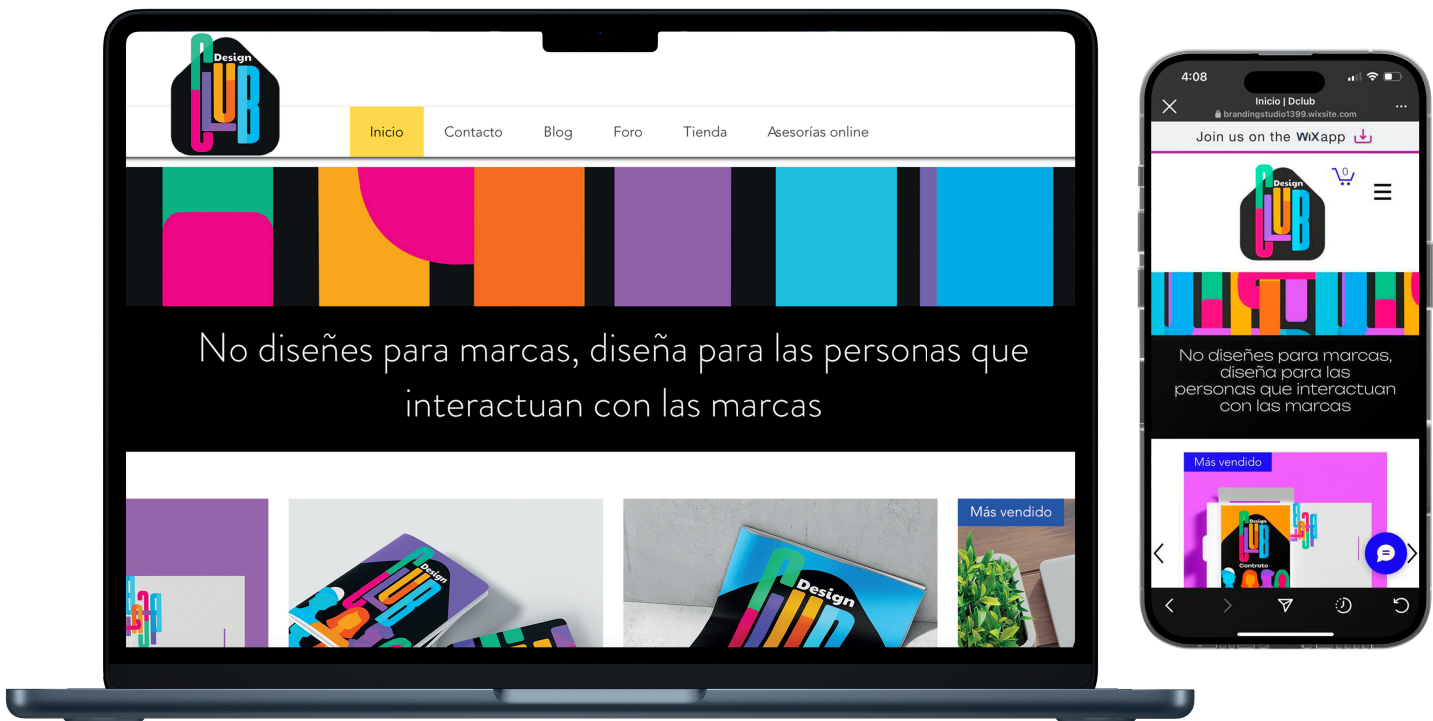 Design
CLUB
Inicio
Contacto
Blog
Foro
Tienda
Asesorías online
No diseñes para marcas, diseña para las personas que
interactuan con las marcas
Más vendido
Design
CLUB
Design
CLUB
4:08
Inicio | Dclub
brandingstudio1399.wixsite.com
Join us on the WiX app
Design
CLUB
0
No diseñes para marcas,
diseña para las
personas que interactuan
con las marcas
Más vendido
Design
CLUB
Contrato